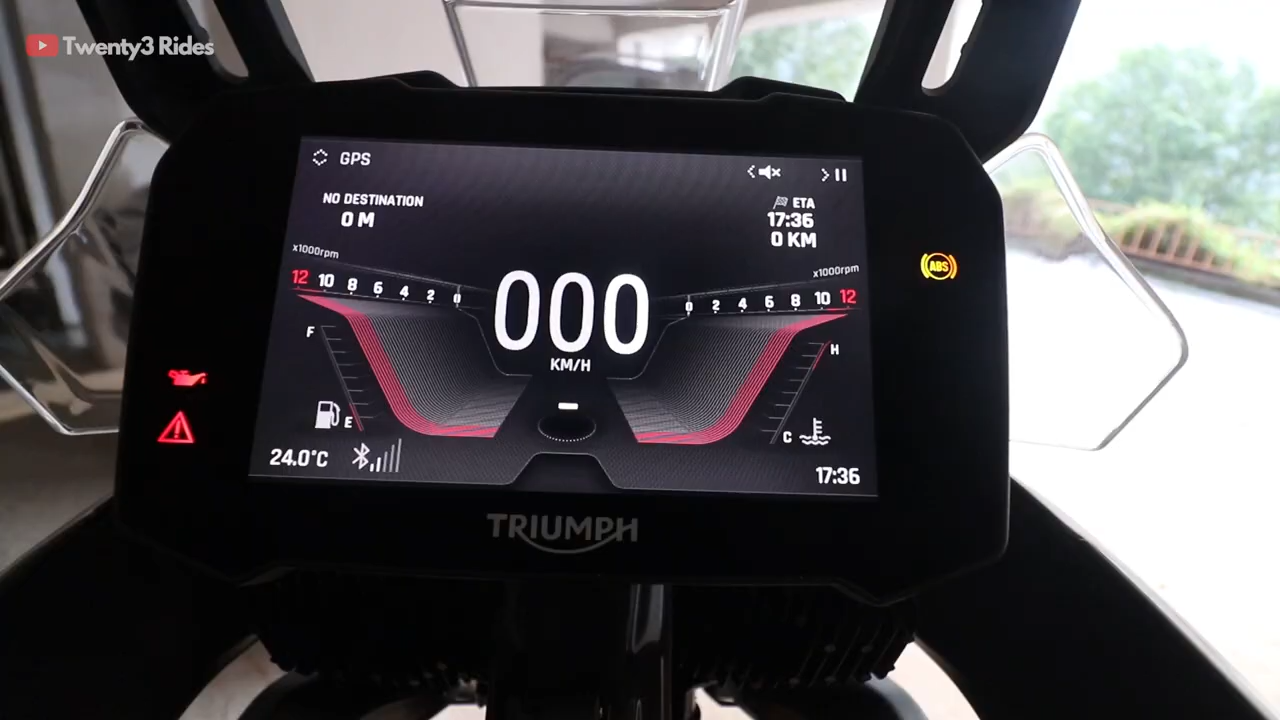 Twenty3 Rides
GPS
NO DESTINATION
0 M
ETA
17:36
0 KM
x1000rpm
12 10 8 6 4 2 0
000
KM/H
x1000rpm
0 2 4 6 8 10 12
F
E
H
C
ABS
24.0°C
17:36
TRIUMPH